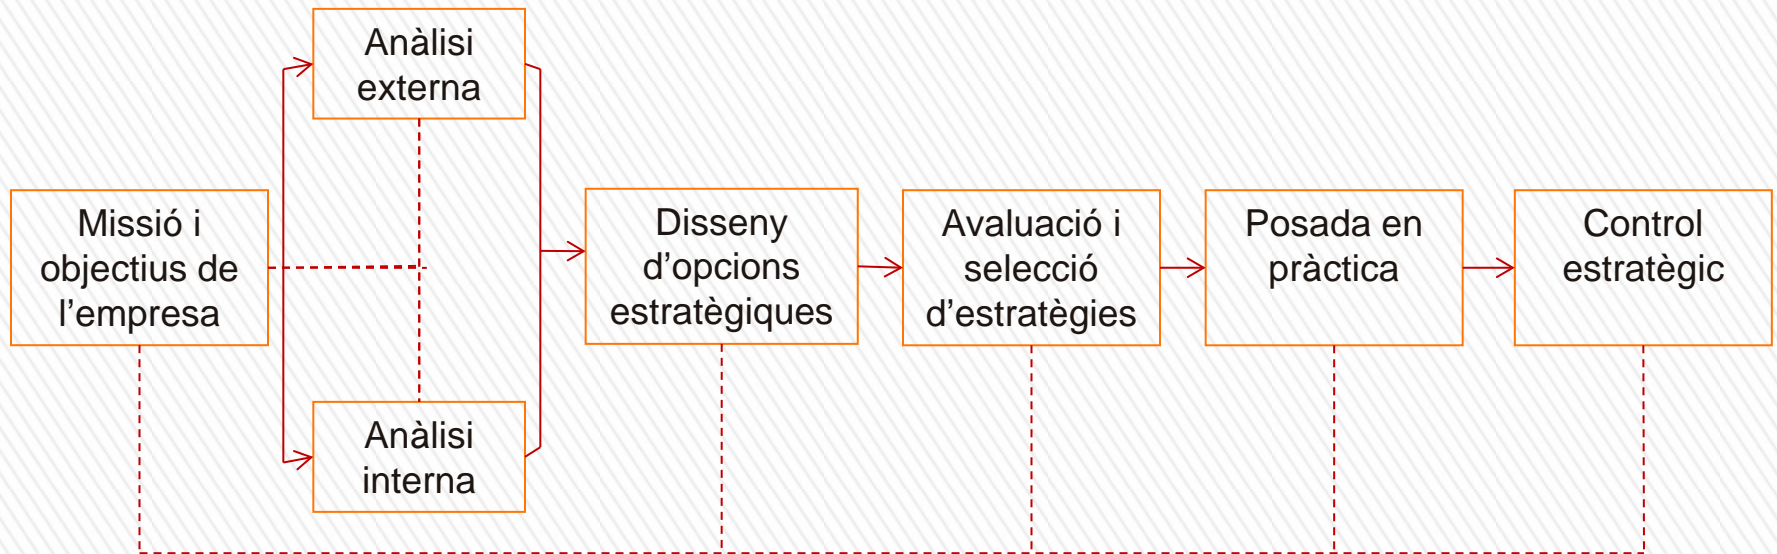 Anàlisi
externa
Missió i
objectius de
l’empresa
Anàlisi
interna
Disseny
d’opcions
estratègiques
Avaluació i
selecció
d’estratègies
Posada en
pràctica
Control
estratègic